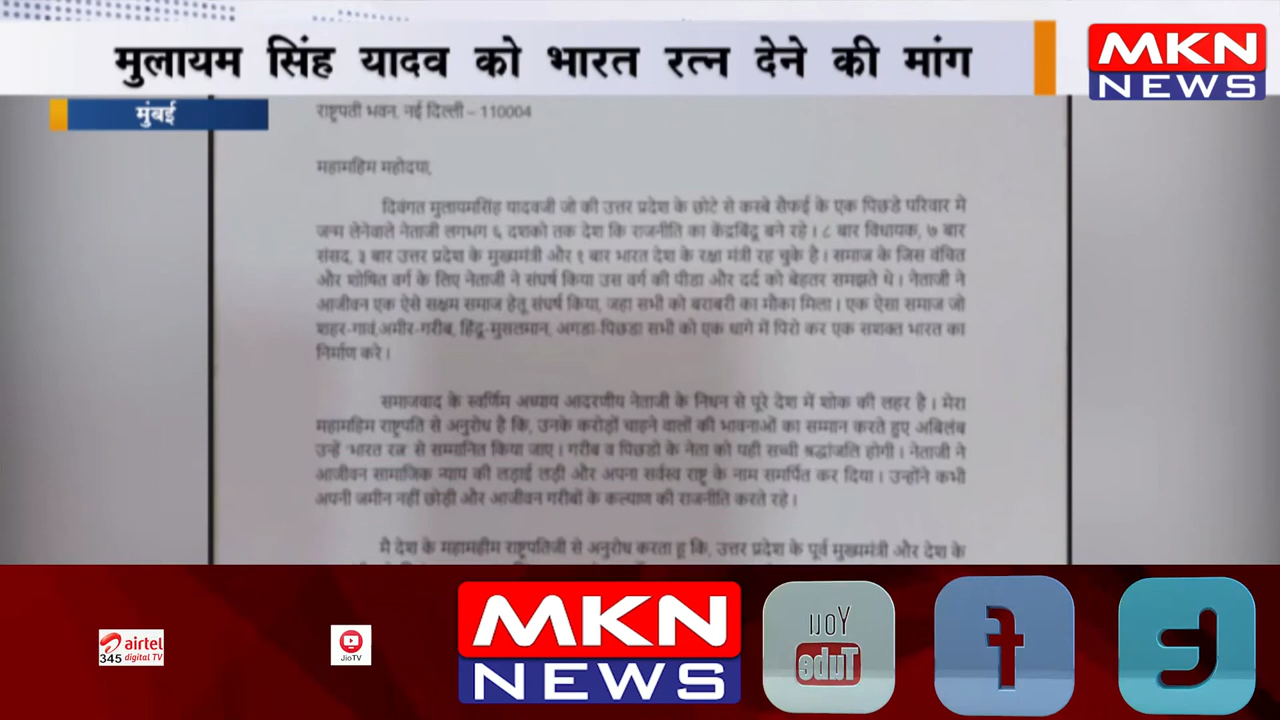 मुलायम सिंह यादव को भारत रत्न देने की मांग
MKN
NEWS
मुंबई
राष्ट्रपती भवन, नई दिल्ली – 110004
महामहिम महोदया,
दिवंगत मुलायमसिंह यादवजी जो की उत्तर प्रदेश के छोटे से कस्बे सैफई के एक पिछडे परिवार मे
जन्म लेनेवाले नेताजी लगभग ६ दशको तक देश कि राजनीति का केंद्रबिंदू बने रहे । ८ बार विधायक, ७ बार
संसद, ३ बार उत्तर प्रदेश के मुख्यमंत्री और १ बार भारत देश के रक्षा मंत्री रह चुके है । समाज के जिस वंचित
और शोषित वर्ग के लिए नेताजी ने संघर्ष किया उस वर्ग की पीडा और दर्द को बेहतर समझते थे । नेताजी ने
आजीवन एक ऐसे सक्षम समाज हेतू संघर्ष किया, जहा सभी को बराबरी का मौका मिला । एक ऐसा समाज जो
शहर-गावं,अमीर-गरीब, हिंदू-मुसलमान, अगडा-पिछडा सभी को एक धागे में पिरो कर एक सशक्त भारत का
निर्माण करे ।
समाजवाद के स्वर्णिम अध्याय आदरणीय नेताजी के निधन से पूरे देश में शोक की लहर है । मेरा
महामहिम राष्ट्रपति से अनुरोध है कि, उनके करोड़ों चाहने वालों की भावनाओं का सम्मान करते हुए अबिलंब
उन्हें 'भारत रत्न' से सम्मानित किया जाए । गरीब व पिछडो के नेता को यही सच्ची श्रद्धांजलि होगी । नेताजी ने
आजीवन सामाजिक न्याय की लड़ाई लड़ी और अपना सर्वस्व राष्ट्र के नाम समर्पित कर दिया । उन्होंने कभी
अपनी जमीन नहीं छोड़ी और आजीवन गरीबों के कल्याण की राजनीति करते रहे ।
मै देश के महामहीम राष्ट्रपतिजी से अनुरोध करता हू कि, उत्तर प्रदेश के पूर्व मुख्यमंत्री और देश के
airtel
345 digital TV
JioTV
MKN
NEWS
You
Tube